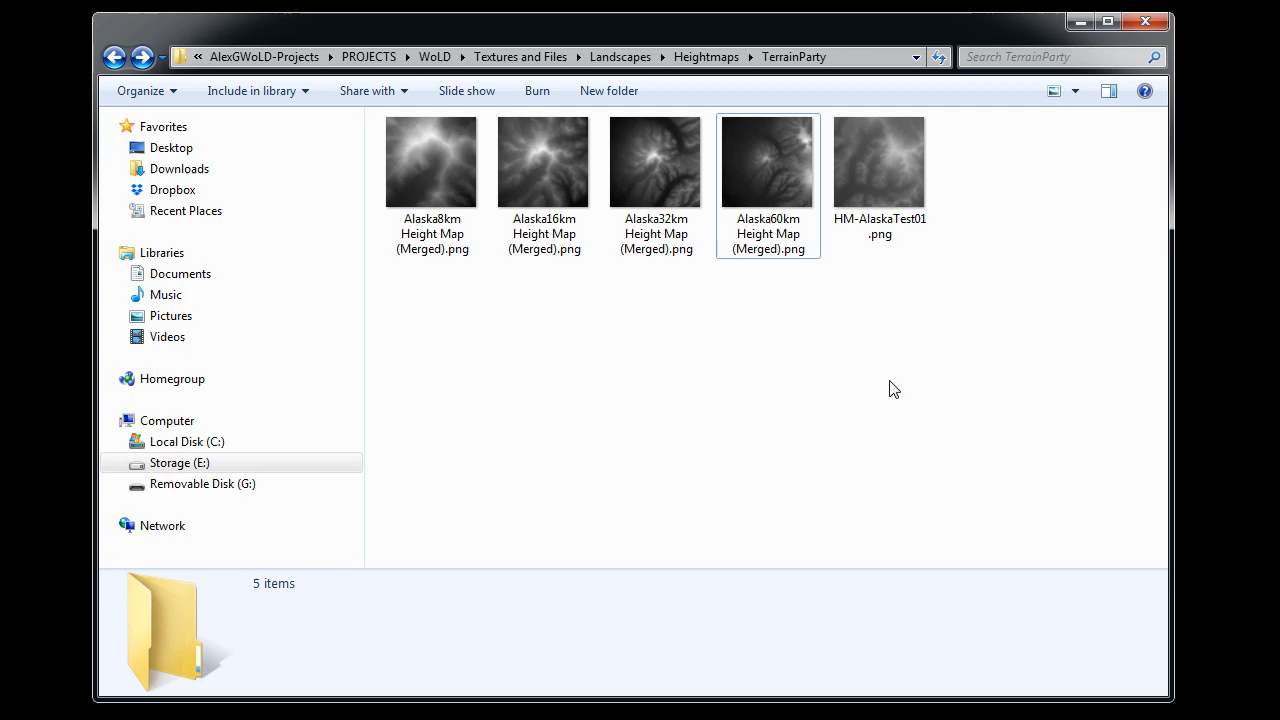 « AlexGWoLD-Projects PROJECTS WoLD Textures and Files Landscapes Heightmaps TerrainParty
Search TerrainParty
Organize Include in library Share with Slide show Burn New folder
Favorites
Desktop
Downloads
Dropbox
Recent Places
Libraries
Documents
Music
Pictures
Videos
Homegroup
Computer
Local Disk (C:)
Storage (E:)
Removable Disk (G:)
Network
Alaska8km
Height Map
(Merged).png
Alaska16km
Height Map
(Merged).png
Alaska32km
Height Map
(Merged).png
Alaska60km
Height Map
(Merged).png
HM-AlaskaTest01
.png
5 items